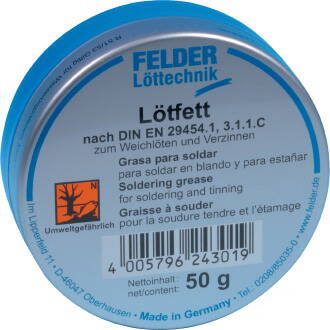 FELDER
Löttechnik
Lötfett
nach DIN EN 29454.1, 3.1.1.C
zum Weichlöten und Verzinnen
Grasa para soldar
para soldar en blando y para estañar
Soldering grease
for soldering and tinning
Graisse à souder
pour la soudure tendre et l'étamage
N
Umweltgefährlich
4 005796 243019
Nettoinhalt:
net/content:
50 g
Made in Germany
im Lipperfeld 11 • D-46047 Oberhausen • Tel.: 0208/85035-0 • www.felder.de